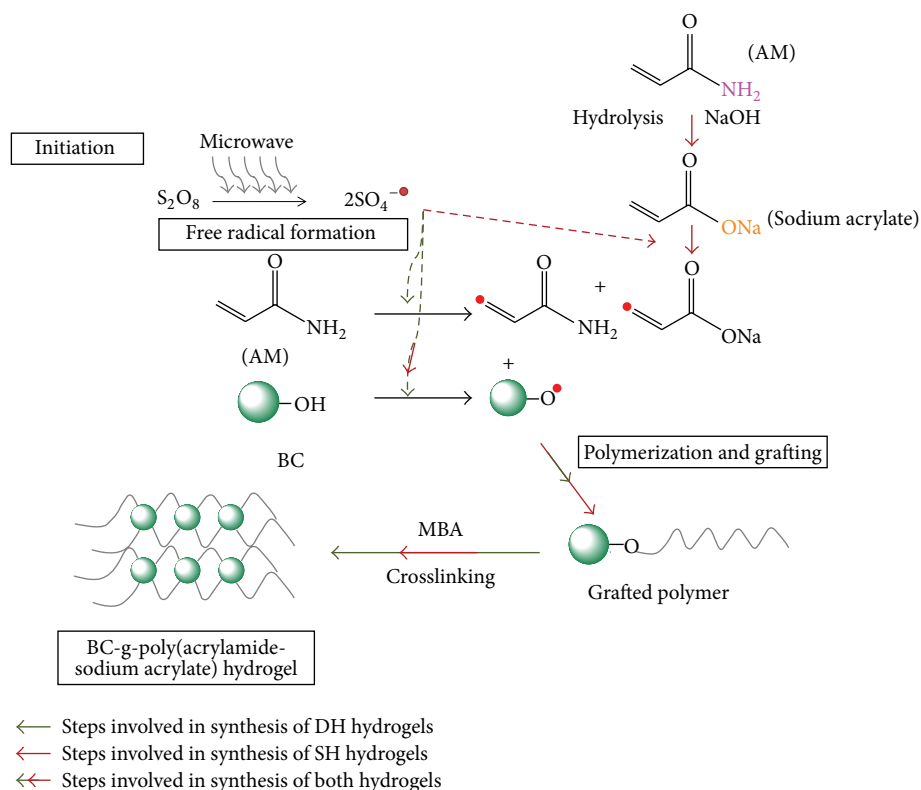 O
(AM)
NH2
Hydrolysis NaOH
Initiation
Microwave
S2O8 2SO4−•
O
ONa (Sodium acrylate)
Free radical formation
O
NH2
(AM)
O
NH2
+
O
ONa
+
OH
O
BC
Polymerization and grafting
MBA
Crosslinking
O
Grafted polymer
BC-g-poly(acrylamide-
sodium acrylate) hydrogel
Steps involved in synthesis of DH hydrogels
Steps involved in synthesis of SH hydrogels
Steps involved in synthesis of both hydrogels